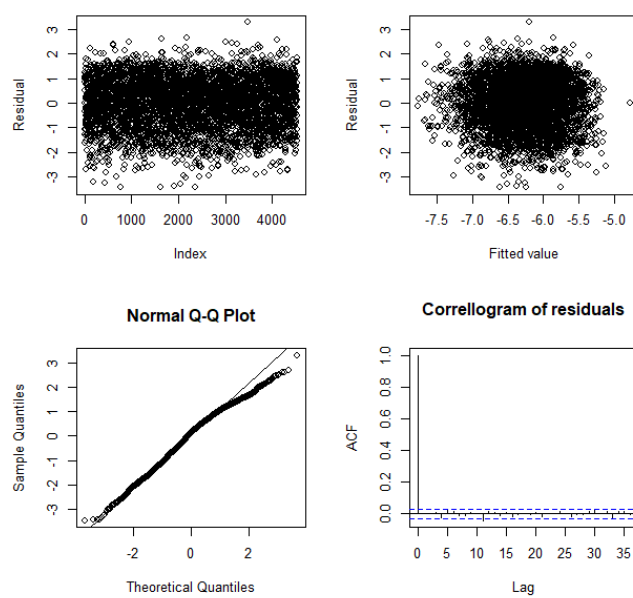 Residual
3
2
1
0
-1
-2
-3
0 1000 2000 3000 4000
Index
Residual
3
2
1
0
-1
-2
-3
-7.5 -6.5 -6.0 -5.5 -5.0
Fitted value
Normal Q-Q Plot
Sample Quantiles
3
2
1
0
-1
-2
-3
-2 0 2
Theoretical Quantiles
Correllogram of residuals
ACF
1.0
0.8
0.6
0.4
0.2
0.0
0 5 10 15 20 25 30 35
Lag